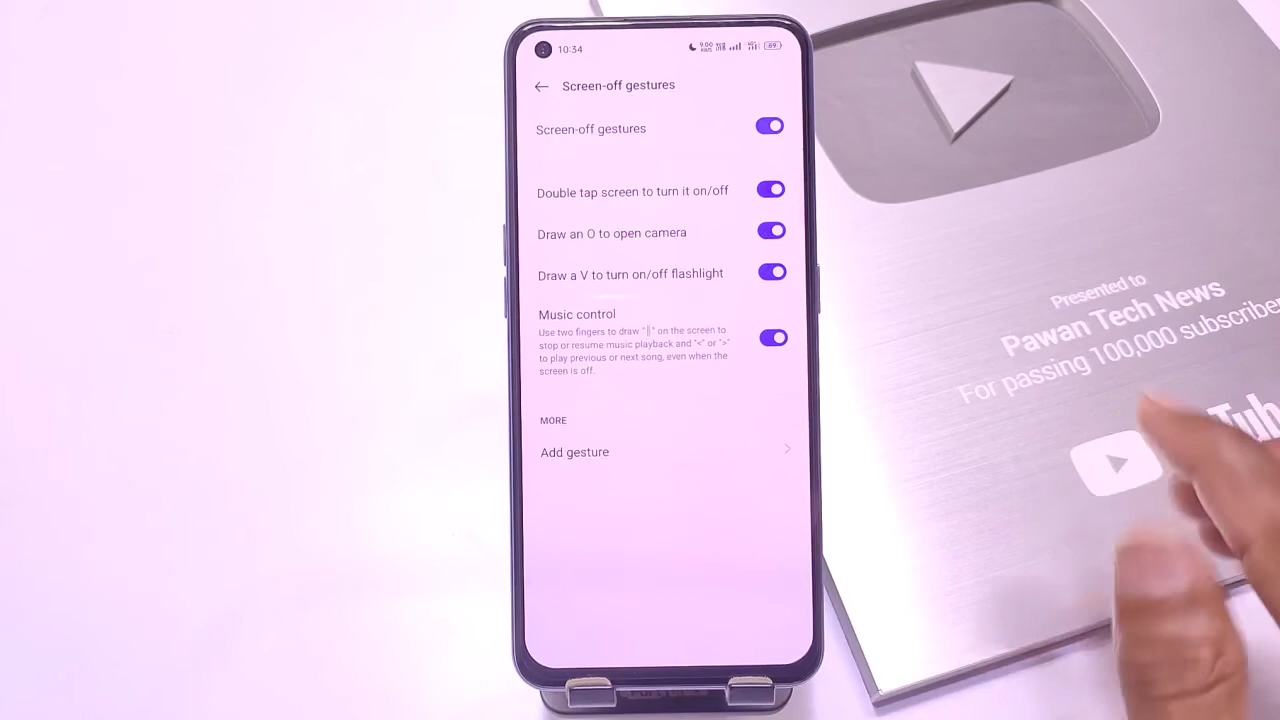 10:34
9.00
89
Screen-off gestures
Screen-off gestures
Double tap screen to turn it on/off
Draw an O to open camera
Draw a V to turn on/off flashlight
Music control
Use two fingers to draw "||" on the screen to
stop or resume music playback and "<" or ">"
to play previous or next song, even when the
screen is off.
MORE
Add gesture
Presented to
Pawan Tech News
For passing 100,000 subscriber